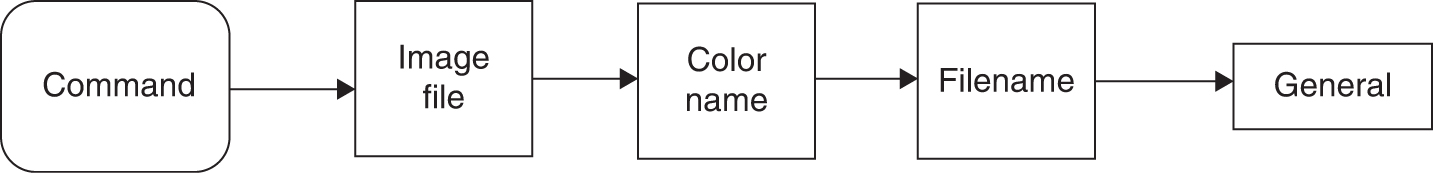 Command
Image
file
Color
name
Filename
General